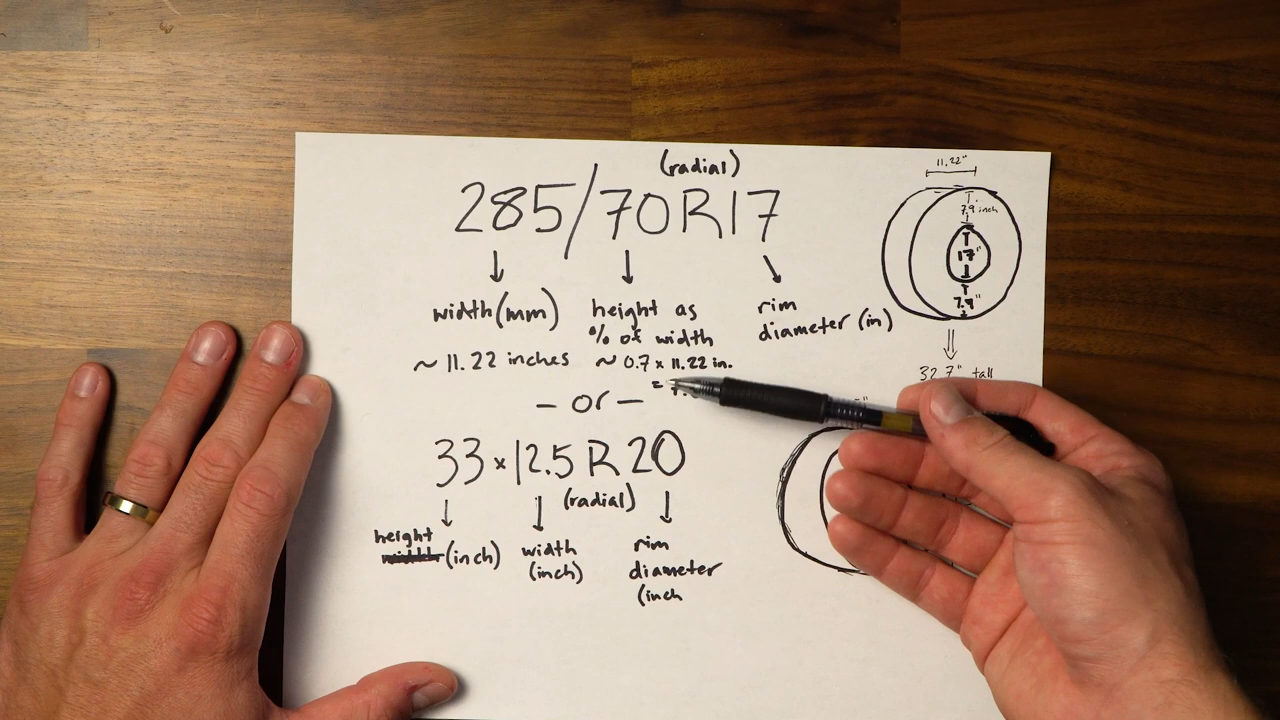 (radial)
285/70R17
width (mm) height as rim
% of width diameter (in)
~ 11.22 inches ~ 0.7 x 11.22 in.
=
- or -
33 x 12.5 R 20
(radial)
height (inch) width rim
(inch) diameter
(inch
11.22"
7.9 inch
17"
7.9"
32.7" tall